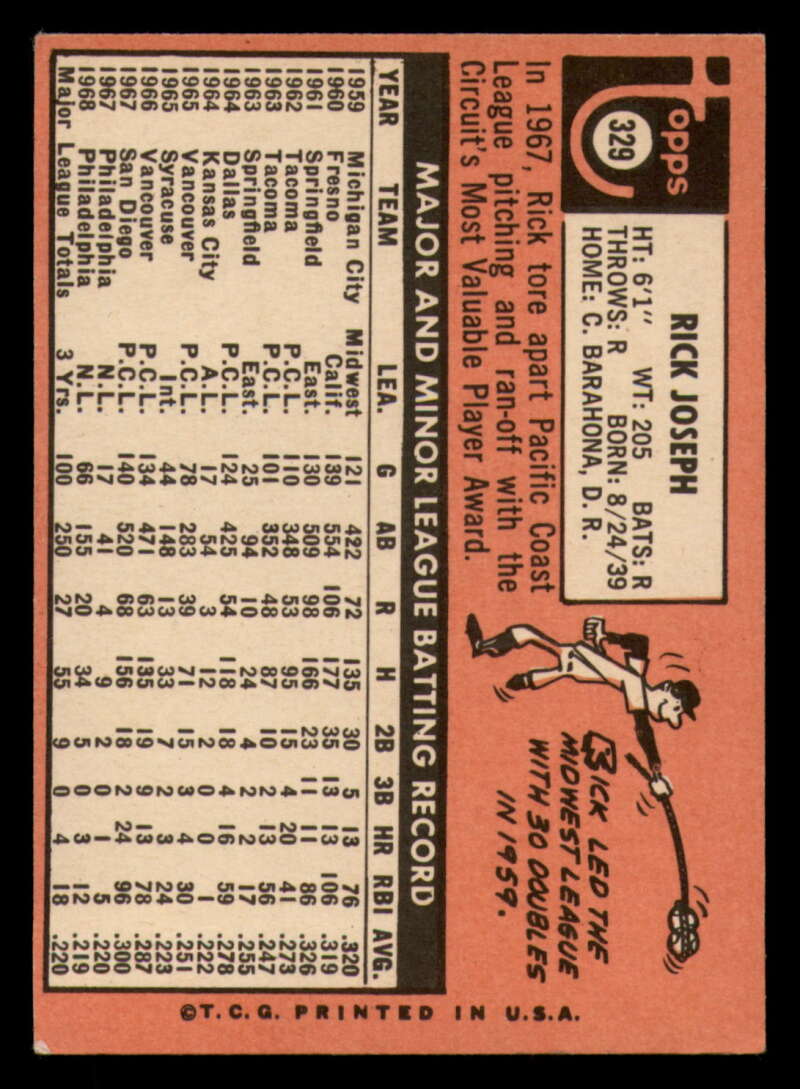 Topps
329
RICK JOSEPH
HT: 6'1" WT: 205 BATS: R
THROWS: R BORN: 8/24/39
HOME: C. BARAHONA, D. R.
In 1967, Rick tore apart Pacific Coast
League pitching and ran-off with the
Circuit's Most Valuable Player Award.
RICK LED THE
MIDWEST LEAGUE
WITH 30 DOUBLES
IN 1959.
MAJOR AND MINOR LEAGUE BATTING RECORD
YEAR TEAM LEA. G AB R H 2B 3B HR RBI AVG.
1959 Michigan City Midwest 121 422 72 135 30 5 13 76 .320
1960 Fresno Calif. 139 554 106 177 35 13 13 106 .319
1961 Springfield East. 130 509 98 166 23 11 11 86 .326
1962 Tacoma P.C.L. 110 348 53 95 15 4 20 41 .273
1963 Tacoma P.C.L. 101 352 48 87 10 2 13 56 .247
1963 Springfield East. 25 94 10 24 4 2 2 17 .255
1964 Dallas P.C.L. 124 425 54 118 18 4 16 59 .278
1964 Kansas City A.L. 17 54 3 12 2 0 0 1 .222
1965 Vancouver P.C.L. 78 283 39 71 15 3 4 30 .251
1965 Syracuse Int. 44 148 13 33 7 2 3 24 .223
1966 Vancouver P.C.L. 134 471 63 135 19 9 13 78 .287
1967 San Diego P.C.L. 140 520 68 156 18 2 24 96 .300
1967 Philadelphia N.L. 17 41 4 9 2 0 1 5 .220
1968 Philadelphia N.L. 66 155 20 34 5 0 3 12 .219
Major League Totals 3 Yrs. 100 250 27 55 9 0 4 18 .220
©T.C.G. PRINTED IN U.S.A.